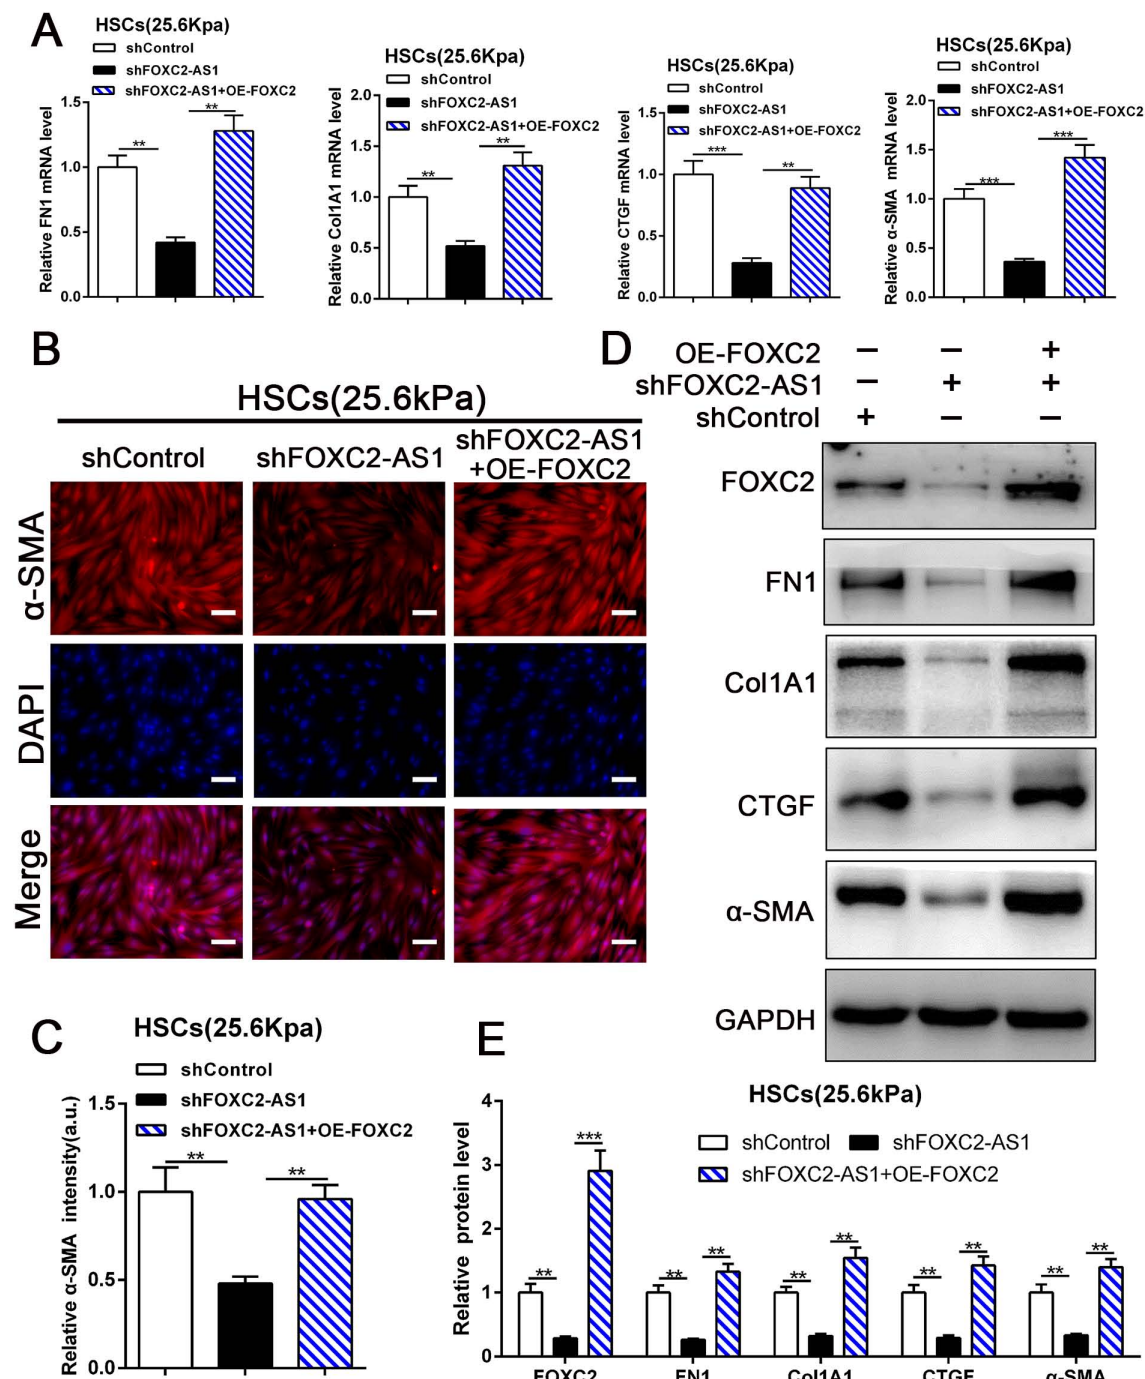 A
HSCs(25.6Kpa)
shControl
shFOXC2-AS1
shFOXC2-AS1+OE-FOXC2
Relative FN1 mRNA level
1.5
1.0
0.5
0.0
**
**
HSCs(25.6Kpa)
shControl
shFOXC2-AS1
shFOXC2-AS1+OE-FOXC2
Relative Col1A1 mRNA level
2.0
1.5
1.0
0.5
0.0
**
**
HSCs(25.6Kpa)
shControl
shFOXC2-AS1
shFOXC2-AS1+OE-FOXC2
Relative CTGF mRNA level
1.5
1.0
0.5
0.0
***
**
HSCs(25.6Kpa)
shControl
shFOXC2-AS1
shFOXC2-AS1+OE-FOXC2
Relative α-SMA mRNA level
2.0
1.5
1.0
0.5
0.0
***
***
B
HSCs(25.6kPa)
shControl
shFOXC2-AS1
shFOXC2-AS1
+OE-FOXC2
α-SMA
DAPI
Merge
D
OE-FOXC2 − − +
shFOXC2-AS1 − + +
shControl + − −
FOXC2
FN1
Col1A1
CTGF
α-SMA
GAPDH
C
HSCs(25.6Kpa)
shControl
shFOXC2-AS1
shFOXC2-AS1+OE-FOXC2
Relative α-SMA intensity(a.u.)
1.5
1.0
0.5
0.0
**
**
E
HSCs(25.6kPa)
shControl
shFOXC2-AS1
shFOXC2-AS1+OE-FOXC2
Relative protein level
4
3
2
1
0
** ***
** **
** **
** **
** **
FOXC2 FN1 Col1A1 CTGF α-SMA